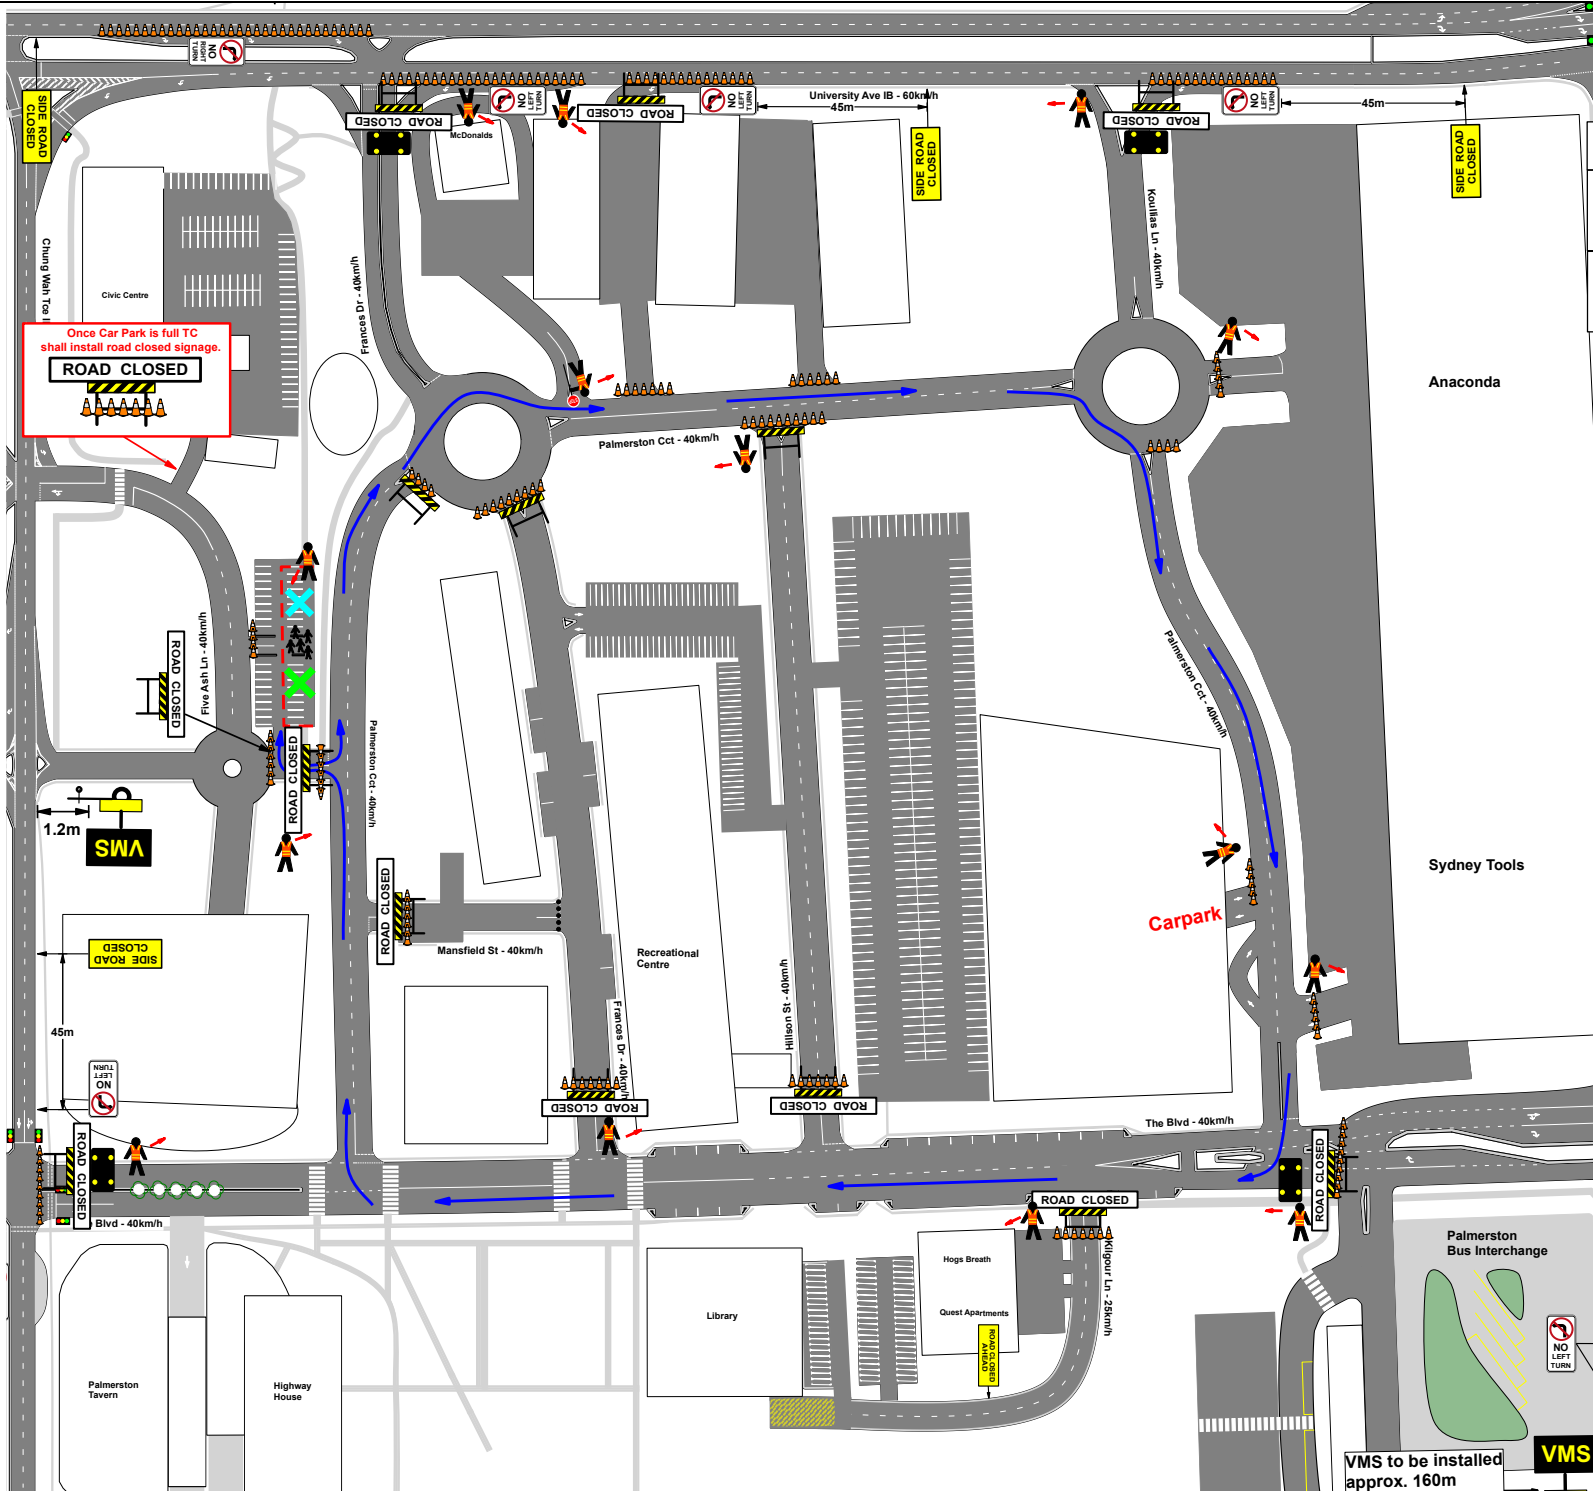 NO
RIGHT
TURN
SIDE ROAD
CLOSED
ROAD CLOSED
McDonalds
NO
LEFT
TURN
ROAD CLOSED
NO
LEFT
TURN
University Ave IB - 60km/h
45m
SIDE ROAD
CLOSED
ROAD CLOSED
NO
LEFT
TURN
45m
SIDE ROAD
CLOSED
Chung Wah Tce
Civic Centre
Frances Dr - 40km/h
Koullias Ln - 40km/h
Once Car Park is full TC
shall install road closed signage.
ROAD CLOSED
Anaconda
Palmerston Cct - 40km/h
Five Ash Ln - 40km/h
ROAD CLOSED
ROAD CLOSED
Palmerston Cct - 40km/h
Palmerston Cct - 40km/h
1.2m
VMS
Sydney Tools
Carpark
ROAD CLOSED
Mansfield St - 40km/h
Recreational
Centre
SIDE ROAD
CLOSED
45m
NO
LEFT
TURN
Frances Dr - 40km/h
Hillson St - 40km/h
ROAD CLOSED
ROAD CLOSED
The Blvd - 40km/h
ROAD CLOSED
Blvd - 40km/h
ROAD CLOSED
ROAD CLOSED
Kilgour Ln - 25km/h
Hogs Breath
Quest Apartments
ROAD CLOSED
AHEAD
Library
Palmerston
Tavern
Highway
House
Palmerston
Bus Interchange
NO
LEFT
TURN
VMS
VMS to be installed
approx. 160m